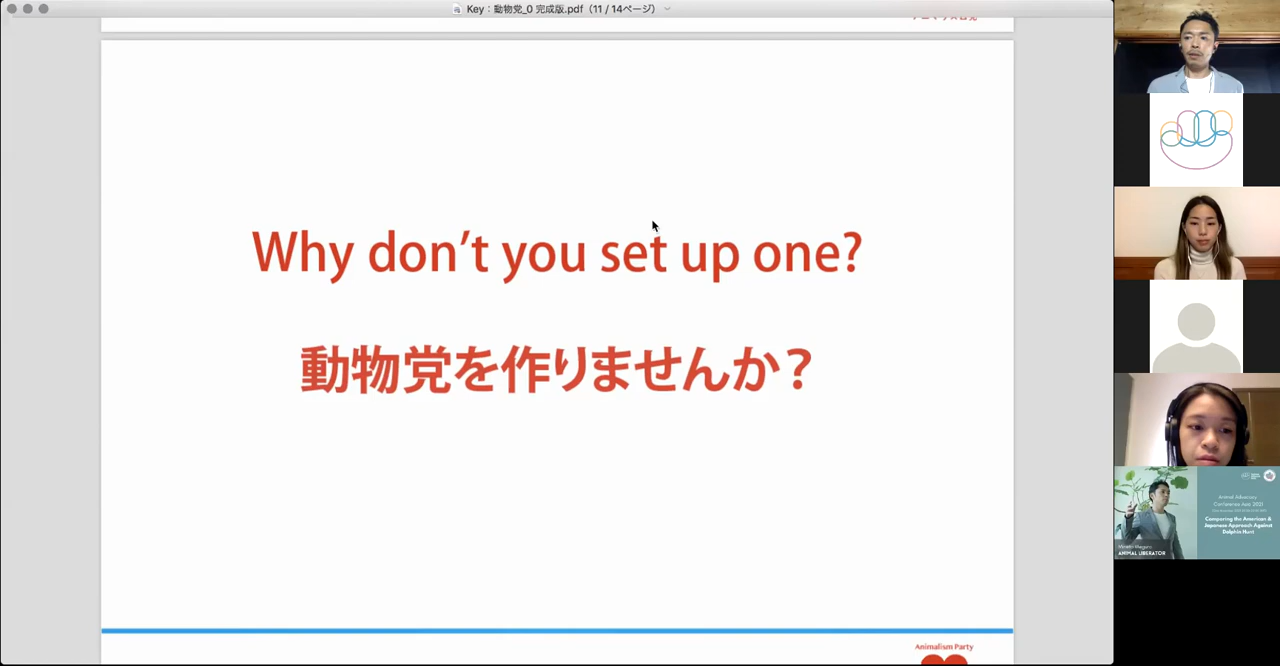 Key：動物党_0 完成版.pdf（11 / 14ページ）
Why don't you set up one?
動物党を作りませんか？
Animalism Party
Animal Advocacy
Conference Asia 2021
Comparing the American &
Japanese Approach Against
Dolphin Hunt
ANIMAL LIBERATOR